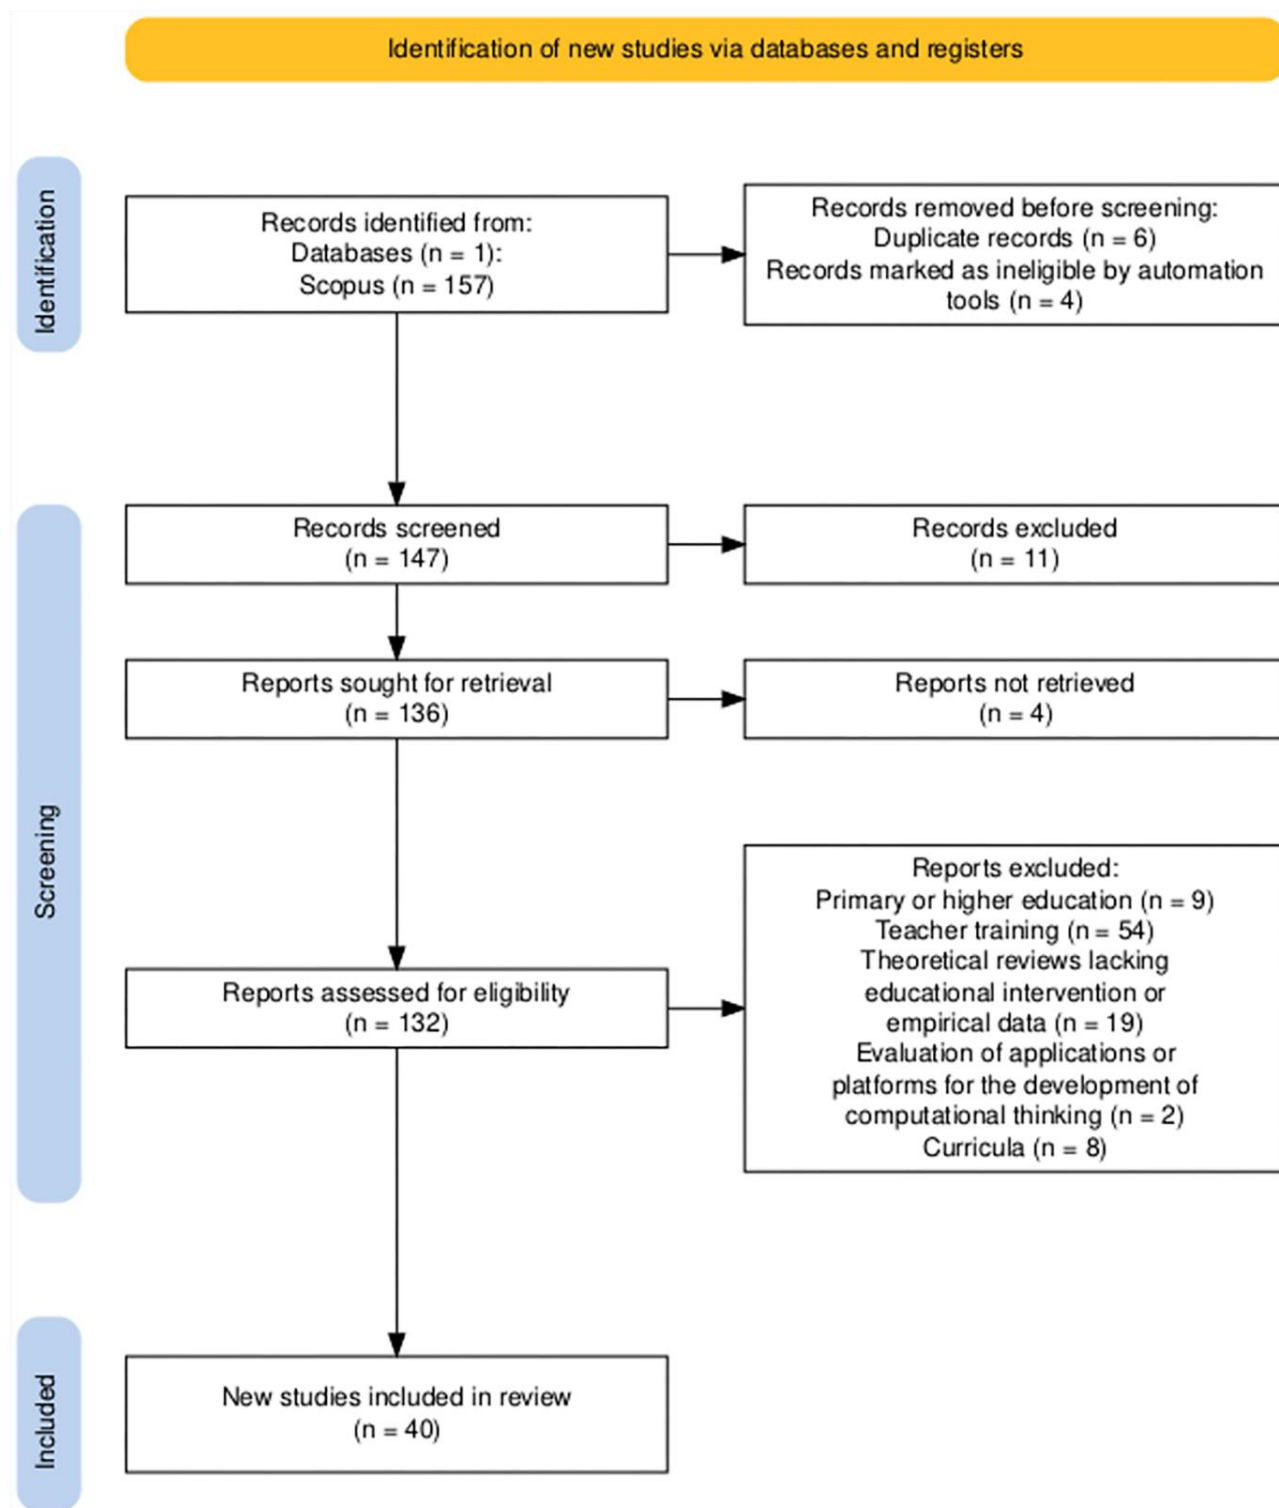 Identification of new studies via databases and registers
Identification
Records identified from:
Databases (n = 1):
Scopus (n = 157)
Records removed before screening:
Duplicate records (n = 6)
Records marked as ineligible by automation
tools (n = 4)
Screening
Records screened
(n = 147)
Records excluded
(n = 11)
Reports sought for retrieval
(n = 136)
Reports not retrieved
(n = 4)
Reports assessed for eligibility
(n = 132)
Reports excluded:
Primary or higher education (n = 9)
Teacher training (n = 54)
Theoretical reviews lacking
educational intervention or
empirical data (n = 19)
Evaluation of applications or
platforms for the development of
computational thinking (n = 2)
Curricula (n = 8)
Included
New studies included in review
(n = 40)